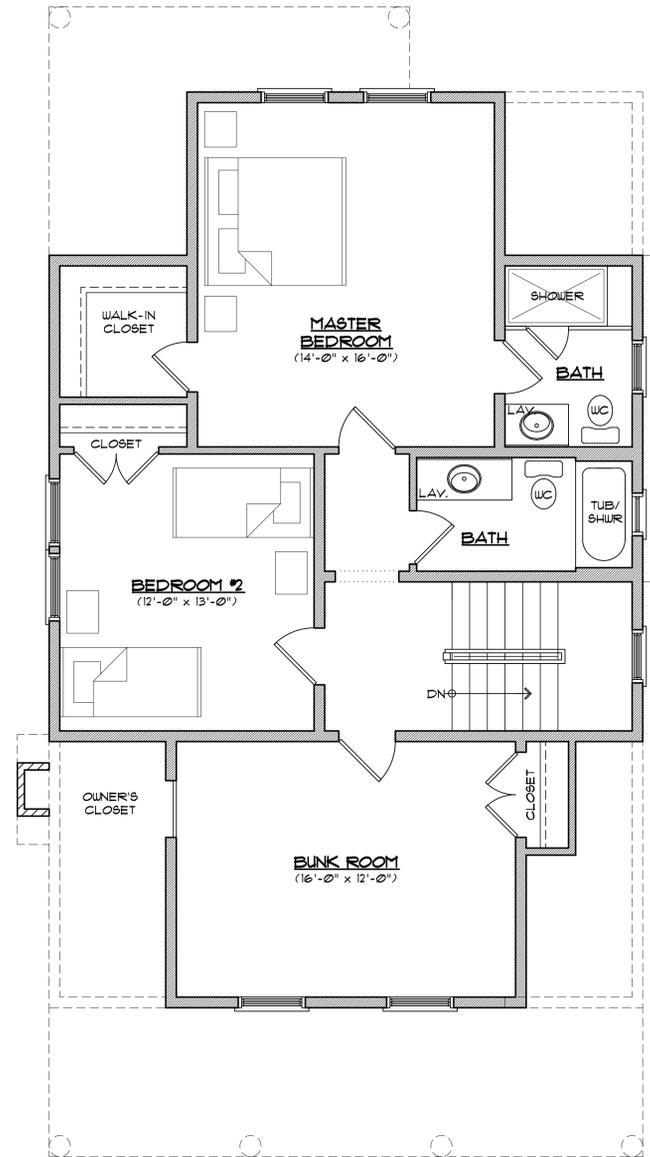 WALK-IN
CLOSET
MASTER
BEDROOM
(14'-0" x 16'-0")
SHOWER
BATH
LAV.
WC
CLOSET
LAV.
WC
TUB/
SHWR
BATH
BEDROOM #2
(12'-0" x 13'-0")
DN
OWNER'S
CLOSET
CLOSET
BUNK ROOM
(16'-0" x 12'-0")